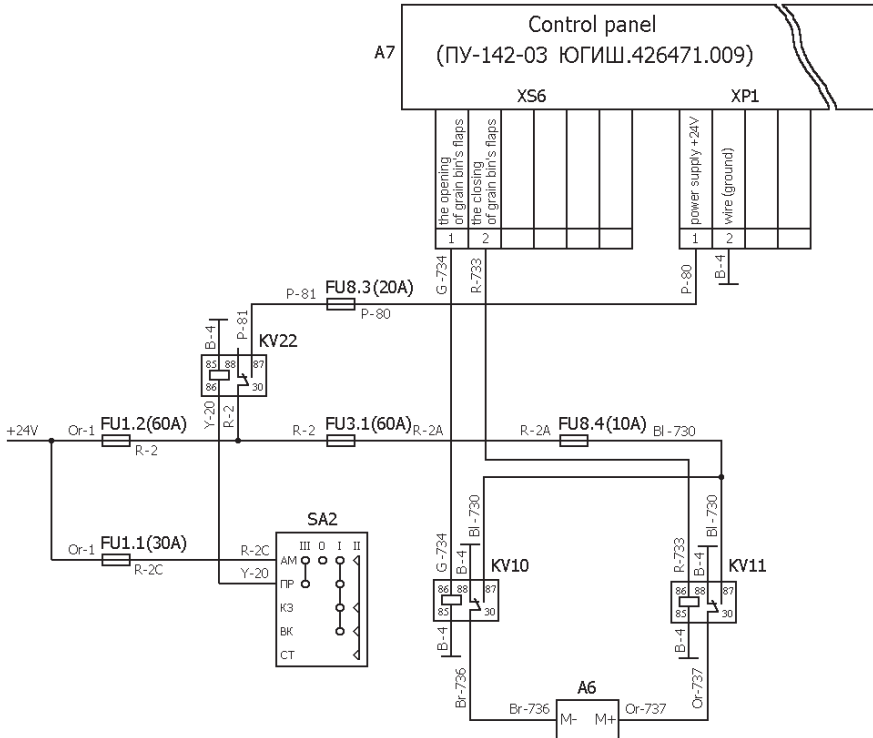 Control panel
A7
(ПУ-142-03 ЮГИШ.426471.009)
XS6
XP1
the opening
of grain bin's flaps
the closing
of grain bin's flaps
power supply +24V
wire (ground)
1
2
1
2
G -734
R-733
P-80
B-4
P-81
FU8.3(20A)
P-80
B-4
P-81
KV22
85
88
87
86
30
Y-20
R-2
+24V
Or-1
FU1.2(60A)
R-2
R-2
FU3.1(60A)
R-2A
R-2A
FU8.4(10A)
Bl-730
Or-1
FU1.1(30A)
R-2C
R-2C
Y-20
SA2
III
0
I
II
АМ
ПР
КЗ
ВК
СТ
G-734
B-4
Bl-730
KV10
86
88
87
85
30
B-4
R-733
B-4
Bl-730
KV11
86
88
87
85
30
B-4
Br-736
Or-737
Br-736
A6
Or-737
M-
M+